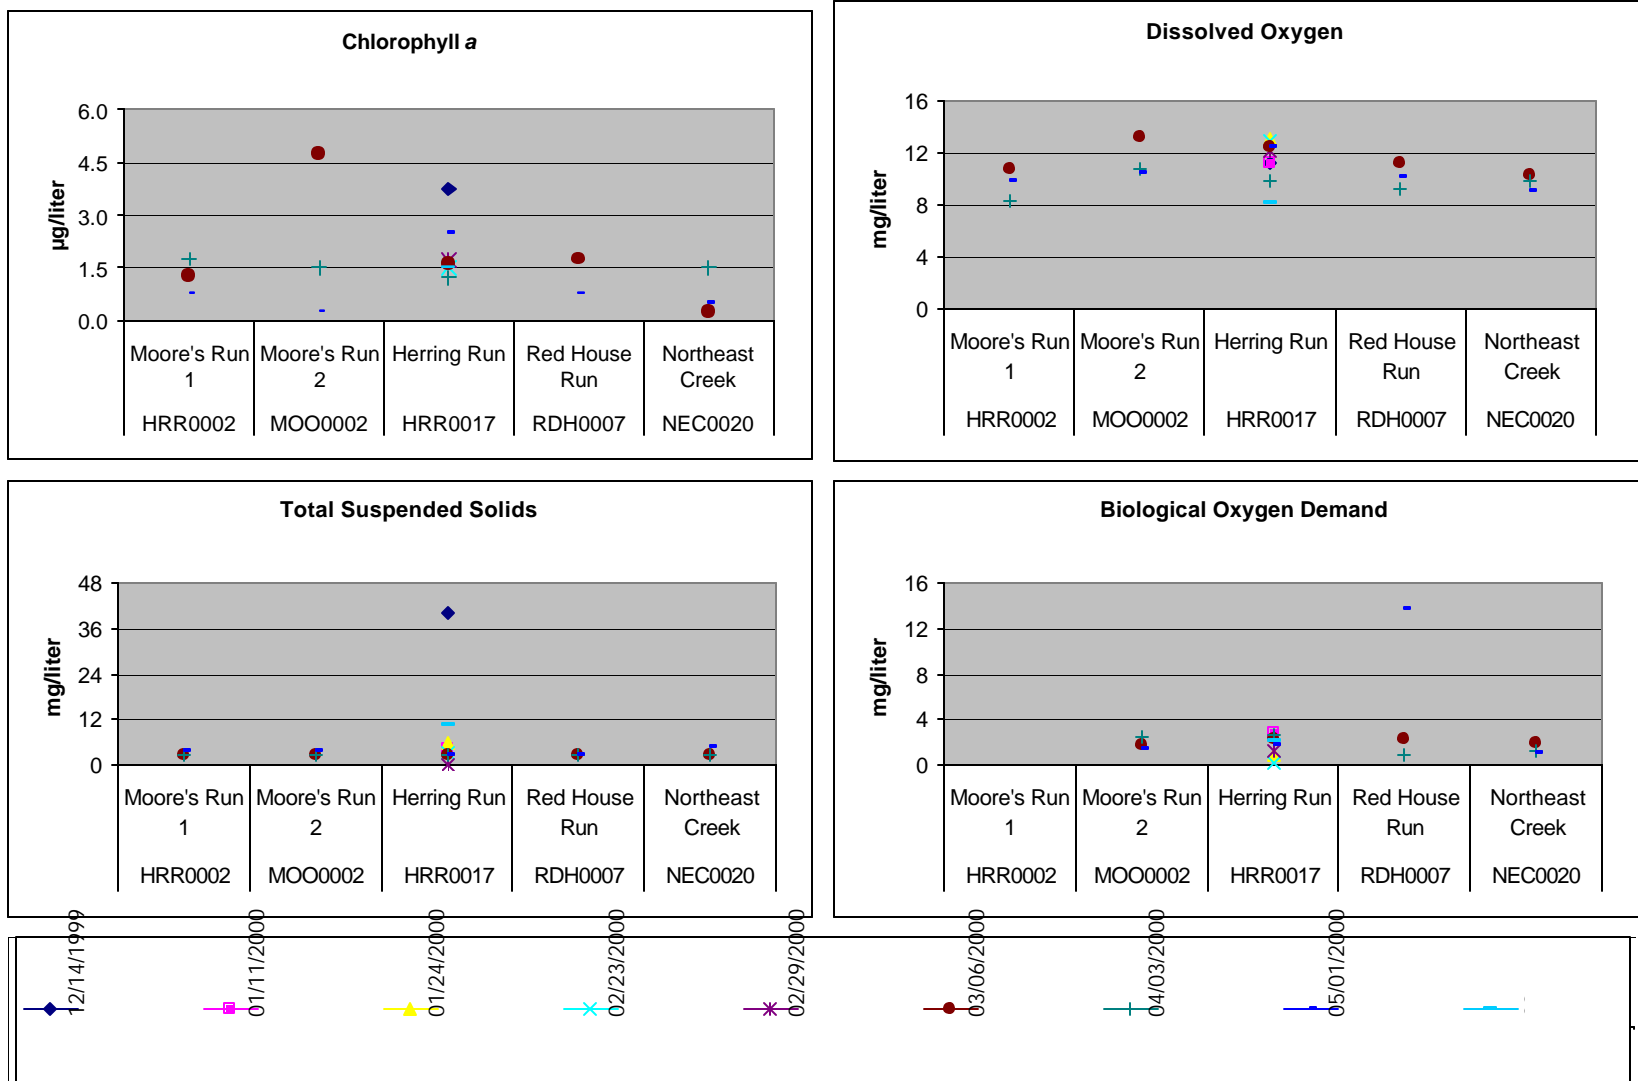 Chlorophyll a
µg/liter
6.0
4.5
3.0
1.5
0.0
Moore's Run 1
Moore's Run 2
Herring Run
Red House Run
Northeast Creek
HRR0002
MOO0002
HRR0017
RDH0007
NEC0020
Dissolved Oxygen
mg/liter
16
12
8
4
0
Moore's Run 1
Moore's Run 2
Herring Run
Red House Run
Northeast Creek
HRR0002
MOO0002
HRR0017
RDH0007
NEC0020
Total Suspended Solids
mg/liter
48
36
24
12
0
Moore's Run 1
Moore's Run 2
Herring Run
Red House Run
Northeast Creek
HRR0002
MOO0002
HRR0017
RDH0007
NEC0020
Biological Oxygen Demand
mg/liter
16
12
8
4
0
Moore's Run 1
Moore's Run 2
Herring Run
Red House Run
Northeast Creek
HRR0002
MOO0002
HRR0017
RDH0007
NEC0020
12/14/1999
01/11/2000
01/24/2000
02/23/2000
02/29/2000
03/06/2000
04/03/2000
05/01/2000